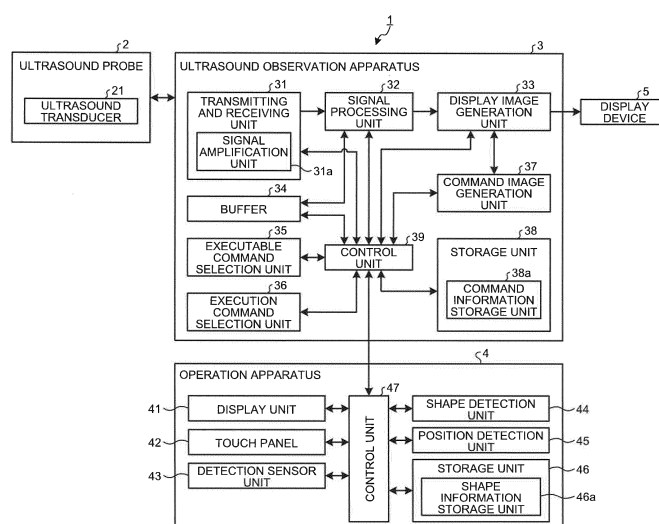 1
2
ULTRASOUND PROBE
21
ULTRASOUND
TRANSDUCER
3
ULTRASOUND OBSERVATION APPARATUS
31
TRANSMITTING
AND RECEIVING
UNIT
SIGNAL
AMPLIFICATION
UNIT
31a
32
SIGNAL
PROCESSING
UNIT
33
DISPLAY IMAGE
GENERATION
UNIT
5
DISPLAY
DEVICE
34
BUFFER
37
COMMAND IMAGE
GENERATION
UNIT
35
EXECUTABLE
COMMAND
SELECTION UNIT
39
CONTROL
UNIT
38
STORAGE UNIT
38a
COMMAND
INFORMATION
STORAGE UNIT
36
EXECUTION
COMMAND
SELECTION UNIT
4
OPERATION APPARATUS
41
DISPLAY UNIT
42
TOUCH PANEL
43
DETECTION SENSOR
UNIT
47
CONTROL UNIT
SHAPE DETECTION
UNIT
44
POSITION DETECTION
UNIT
45
STORAGE UNIT
46
SHAPE
INFORMATION
STORAGE UNIT
46a